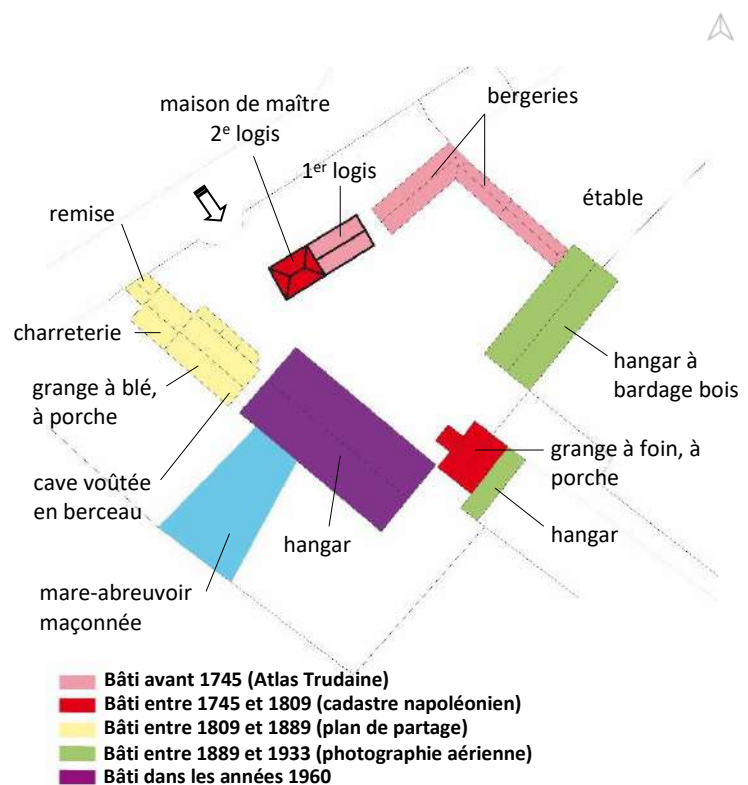 maison de maître
2e logis
bergeries
1er logis
étable
remise
charreterie
grange à blé,
à porche
hangar à
bardage bois
grange à foin, à
porche
cave voûtée
en berceau
hangar
hangar
mare-abreuvoir
maçonnée
Bâti avant 1745 (Atlas Trudaine)
Bâti entre 1745 et 1809 (cadastre napoléonien)
Bâti entre 1809 et 1889 (plan de partage)
Bâti entre 1889 et 1933 (photographie aérienne)
Bâti dans les années 1960